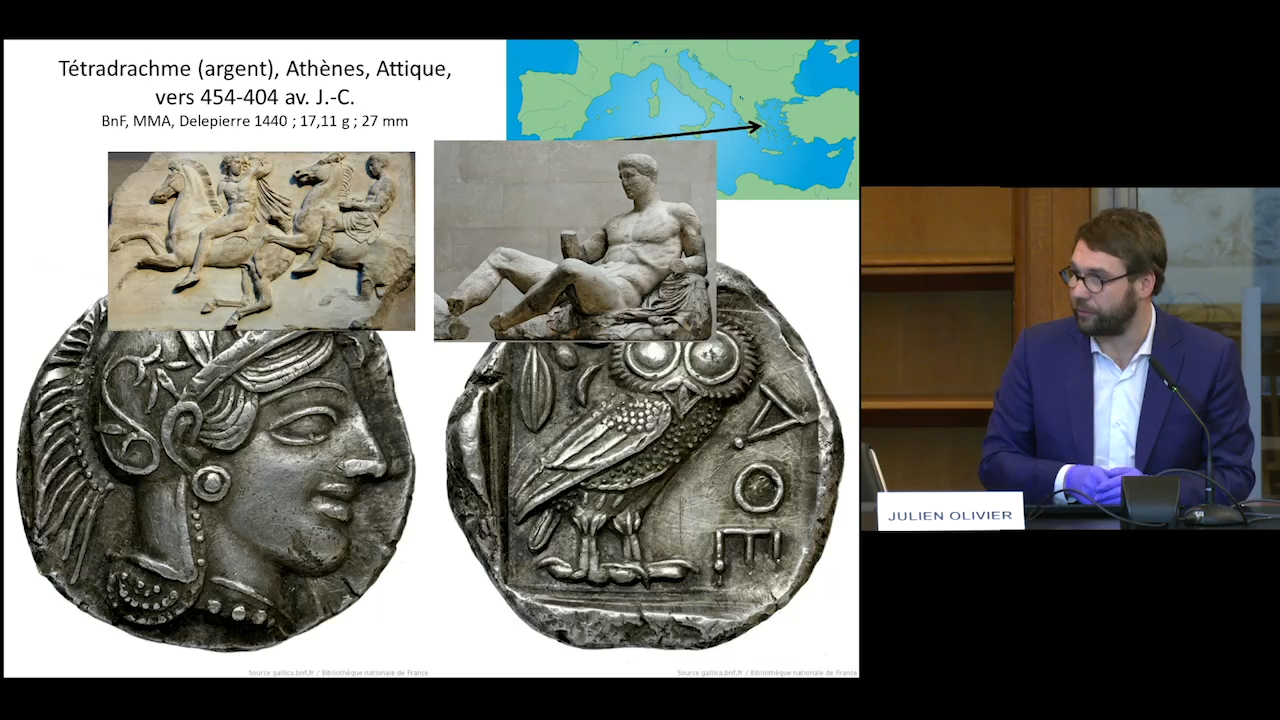 Tétradrachme (argent), Athènes, Attique,
vers 454-404 av. J.-C.
BnF, MMA, Delepierre 1440 ; 17,11 g ; 27 mm
ΑΘΕ
Source gallica.bnf.fr / Bibliothèque nationale de France
Source gallica.bnf.fr / Bibliothèque nationale de France
JULIEN OLIVIER